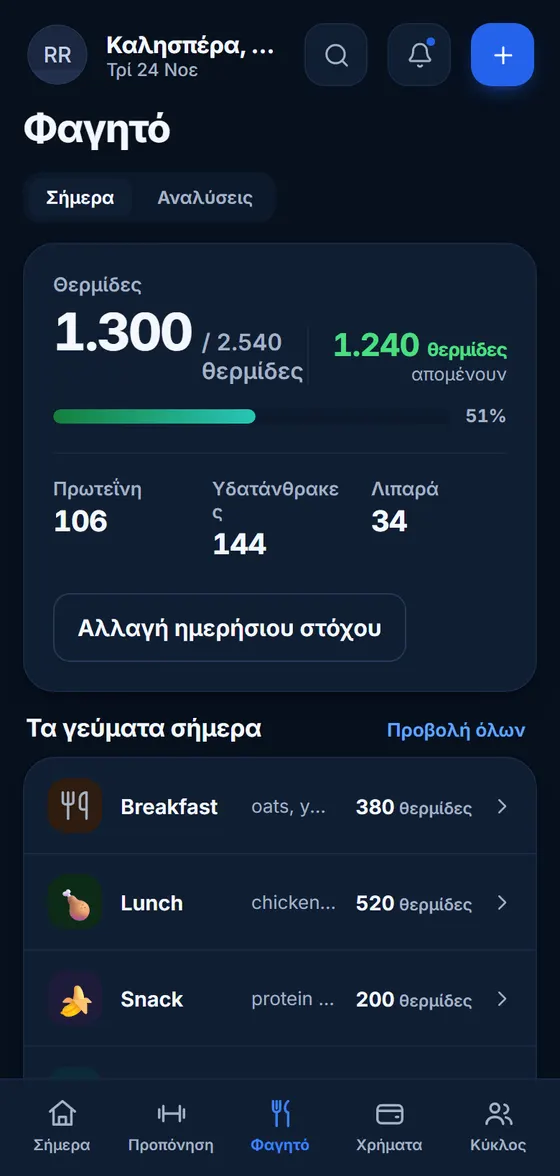 RR
Καλησπέρα, ...
Τρί 24 Νοε
Φαγητό
Σήμερα
Αναλύσεις
Θερμίδες
1.300 / 2.540 θερμίδες
1.240 θερμίδες
απομένουν
51%
Πρωτεΐνη
106
Υδατάνθρακες
144
Λιπαρά
34
Αλλαγή ημερήσιου στόχου
Τα γεύματα σήμερα
Προβολή όλων
Breakfast oats, y... 380 θερμίδες
Lunch chicken... 520 θερμίδες
Snack protein ... 200 θερμίδες
Σήμερα
Προπόνηση
Φαγητό
Χρήματα
Κύκλος